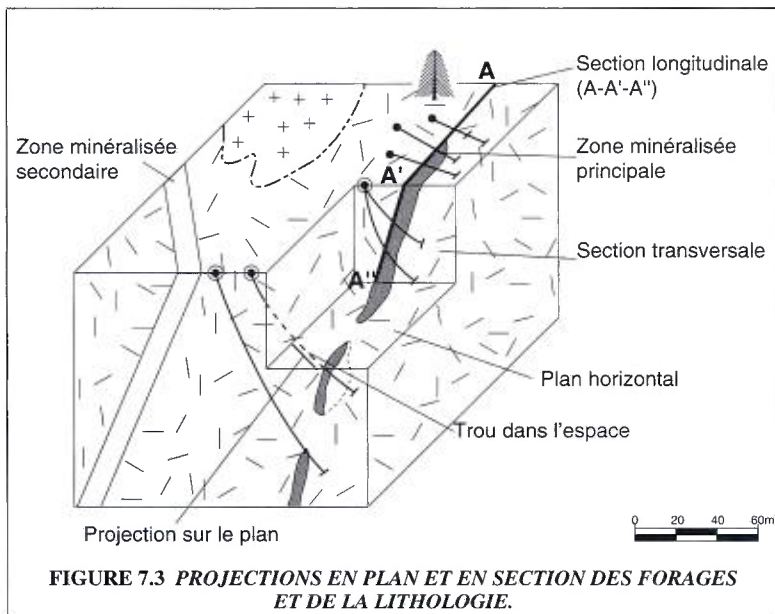 A
Section longitudinale
(A-A'-A")
Zone minéralisée
secondaire
Zone minéralisée
principale
A'
Section transversale
A"
Plan horizontal
Trou dans l'espace
Projection sur le plan
0 20 40 60m
FIGURE 7.3 PROJECTIONS EN PLAN ET EN SECTION DES FORAGES
ET DE LA LITHOLOGIE.